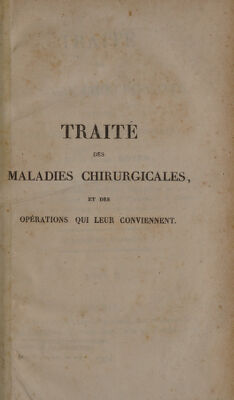 TRAITÉ
DES
MALADIES CHIRURGICALES,
ET DES
OPÉRATIONS QUI LEUR CONVIENNENT.